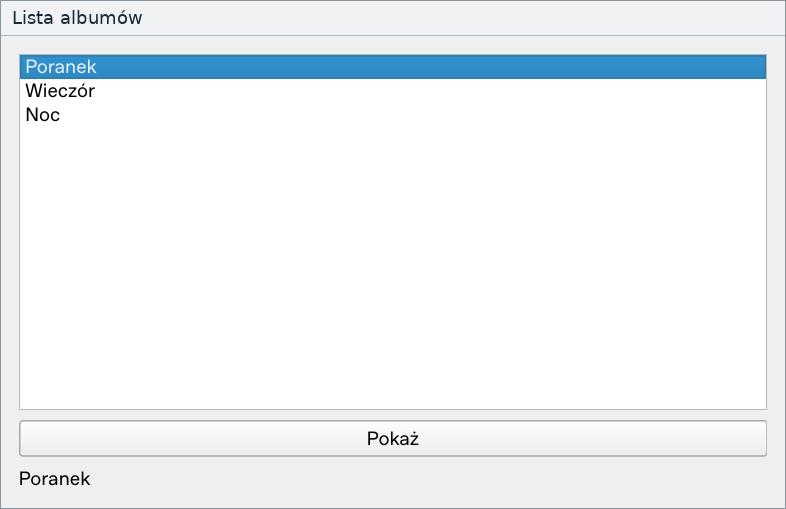 Lista albumów
Poranek
Wieczór
Noc
Pokaż
Poranek